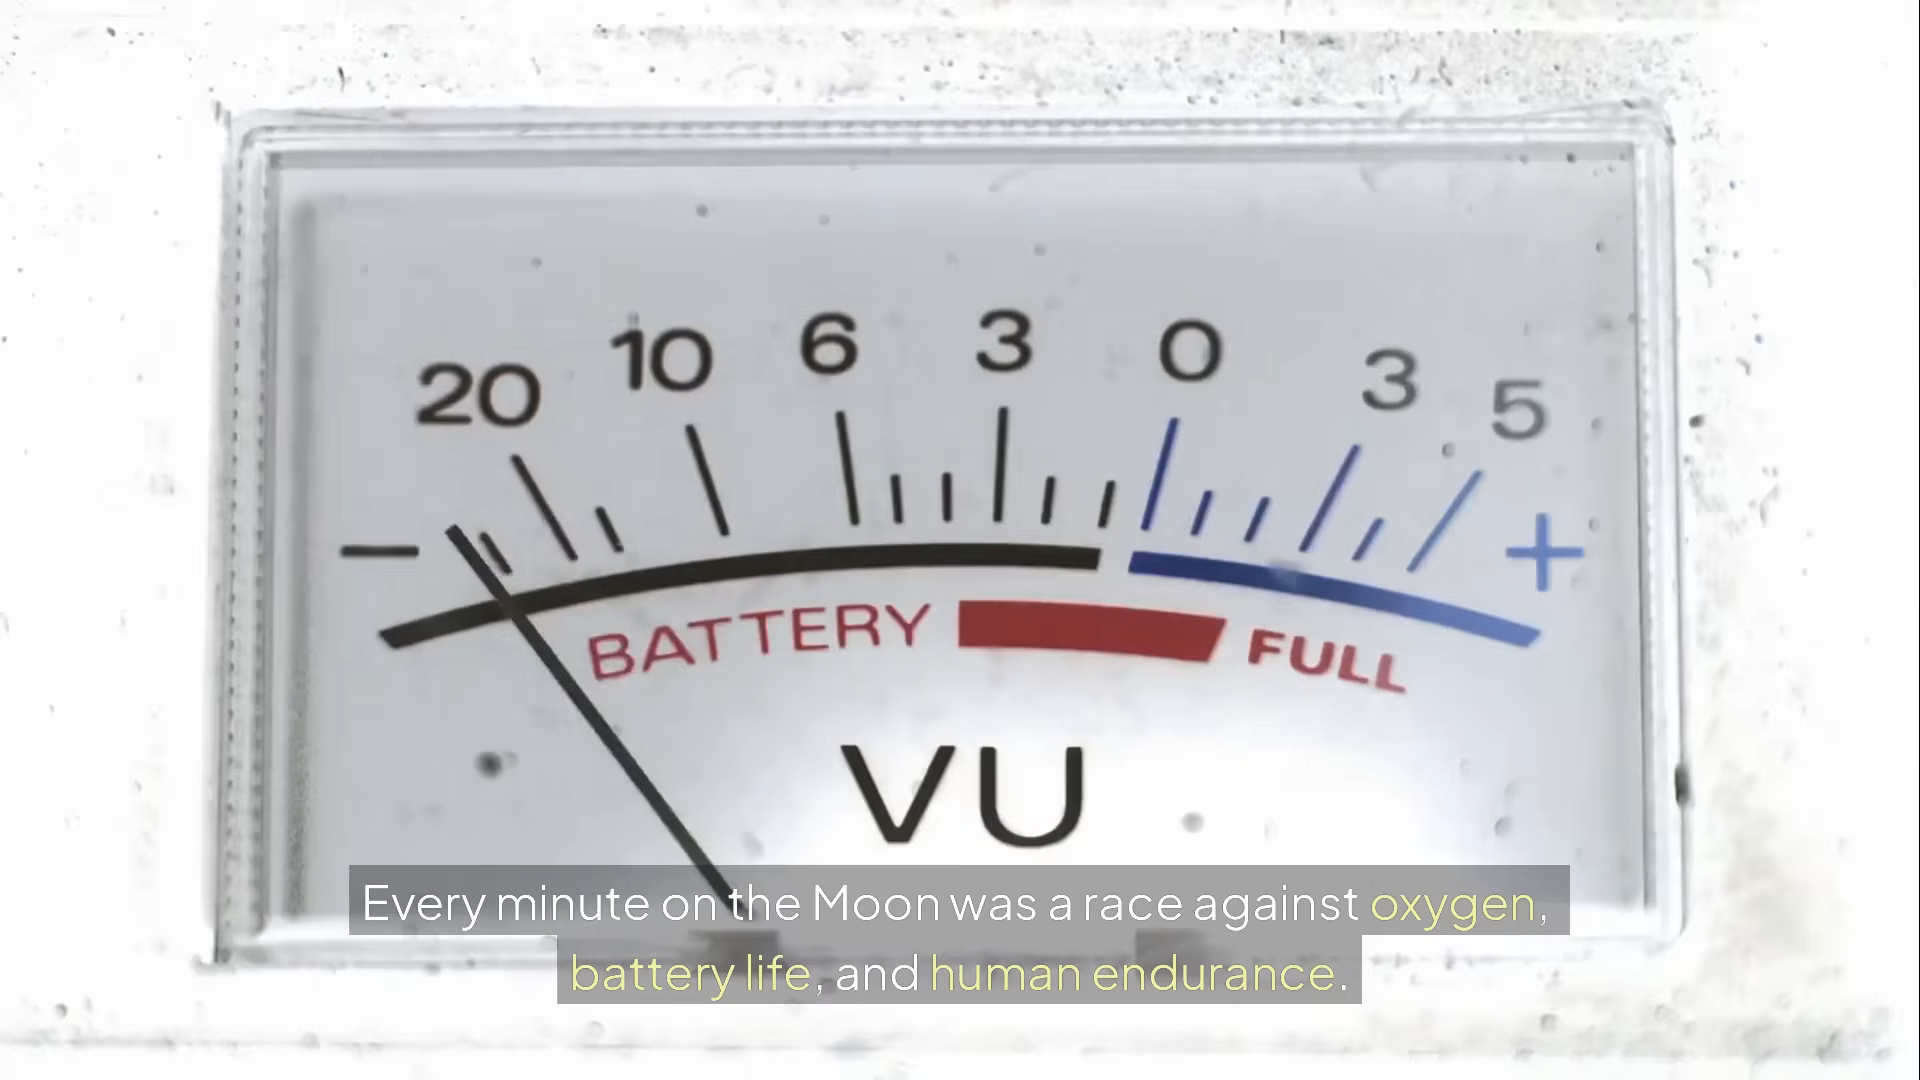 20 10 6 3 0 3 5
− +
BATTERY FULL
VU
Every minute on the Moon was a race against oxygen,
battery life, and human endurance.